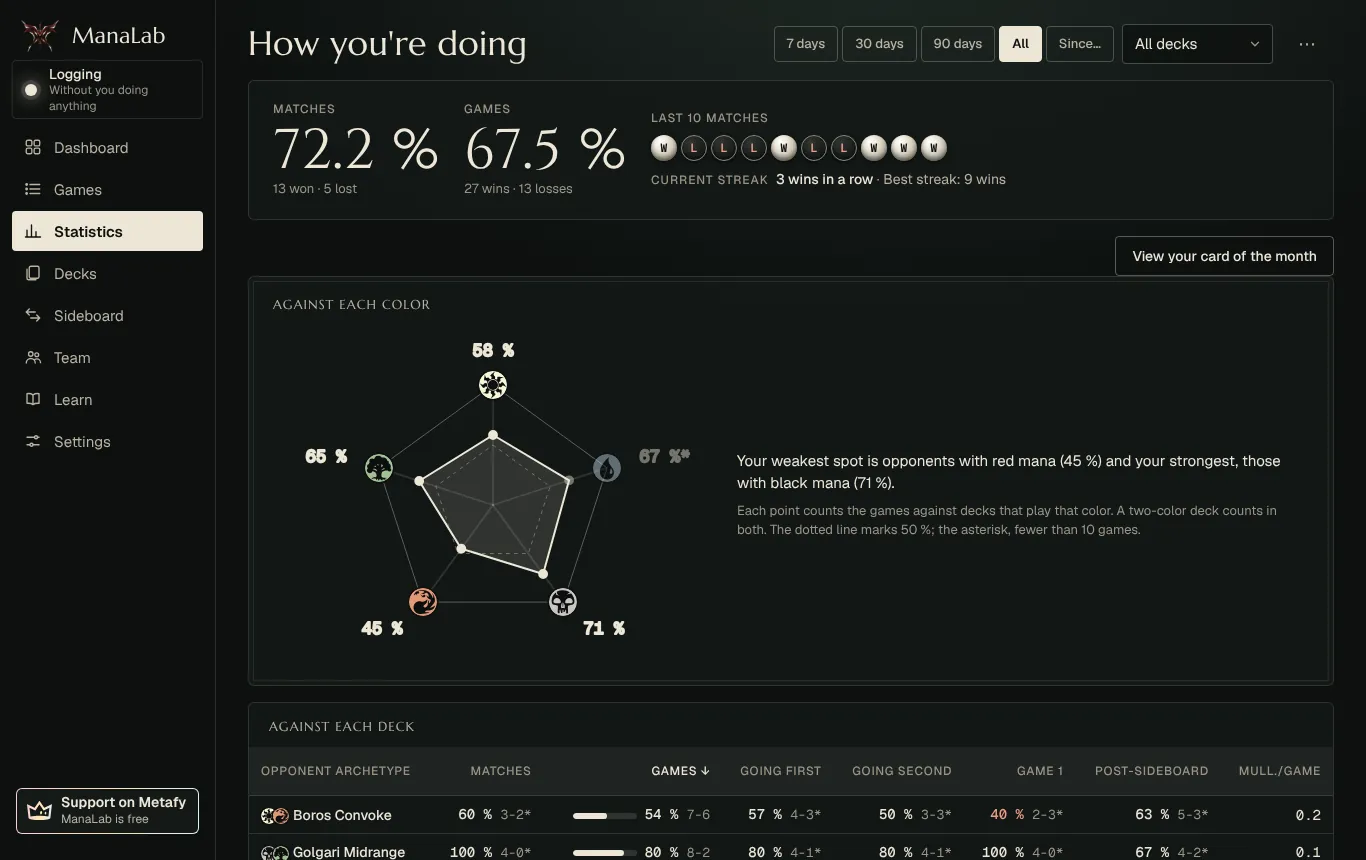 ManaLab
Logging
Without you doing
anything
Dashboard
Games
Statistics
Decks
Sideboard
Team
Learn
Settings
Support on Metafy
ManaLab is free
How you're doing
7 days
30 days
90 days
All
Since...
All decks
MATCHES
72.2 %
13 won · 5 lost
GAMES
67.5 %
27 wins · 13 losses
LAST 10 MATCHES
W L L L W L L W W W
CURRENT STREAK 3 wins in a row · Best streak: 9 wins
View your card of the month
AGAINST EACH COLOR
58 %
65 %
67 %*
45 %
71 %
Your weakest spot is opponents with red mana (45 %) and your strongest, those
with black mana (71 %).
Each point counts the games against decks that play that color. A two-color deck counts in
both. The dotted line marks 50 %; the asterisk, fewer than 10 games.
AGAINST EACH DECK
OPPONENT ARCHETYPE MATCHES GAMES ↓ GOING FIRST GOING SECOND GAME 1 POST-SIDEBOARD MULL./GAME
Boros Convoke 60 % 3-2* 54 % 7-6 57 % 4-3* 50 % 3-3* 40 % 2-3* 63 % 5-3* 0.2
Golgari Midrange 100 % 4-0* 80 % 8-2 80 % 4-1* 80 % 4-1* 100 % 4-0* 67 % 4-2* 0.1